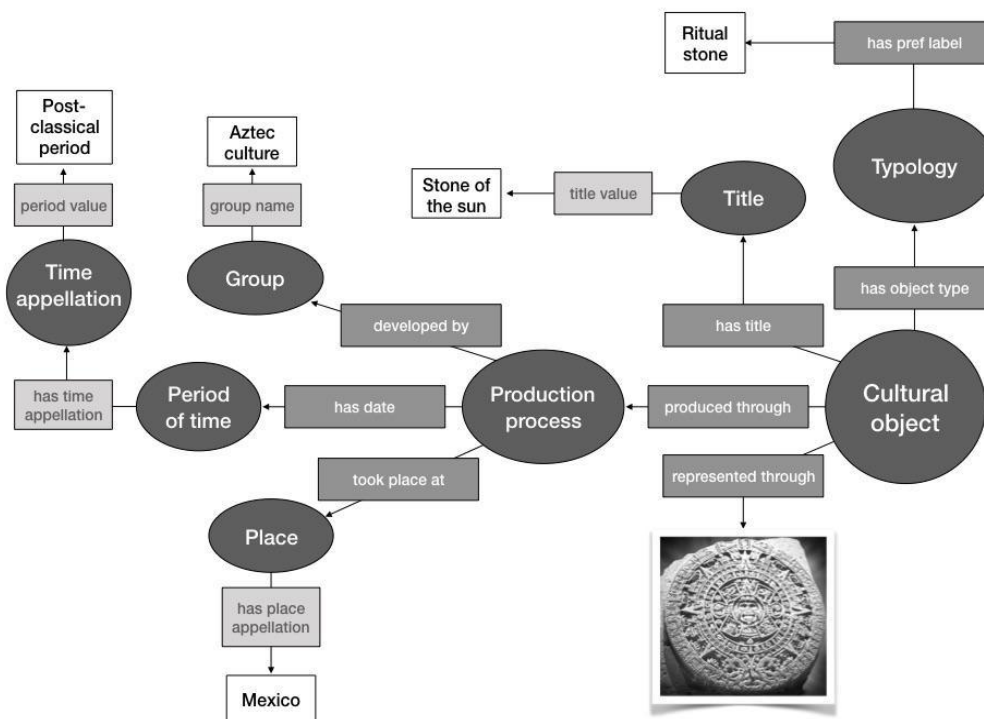 Ritual
stone
has pref label
Post-
classical
period
Aztec
culture
Typology
Stone of
the sun
title value
Title
period value
group name
Time
appellation
Group
has object type
developed by
has title
has time
appellation
Period
of time
has date
Production
process
produced through
Cultural
object
took place at
represented through
Place
has place
appellation
Mexico